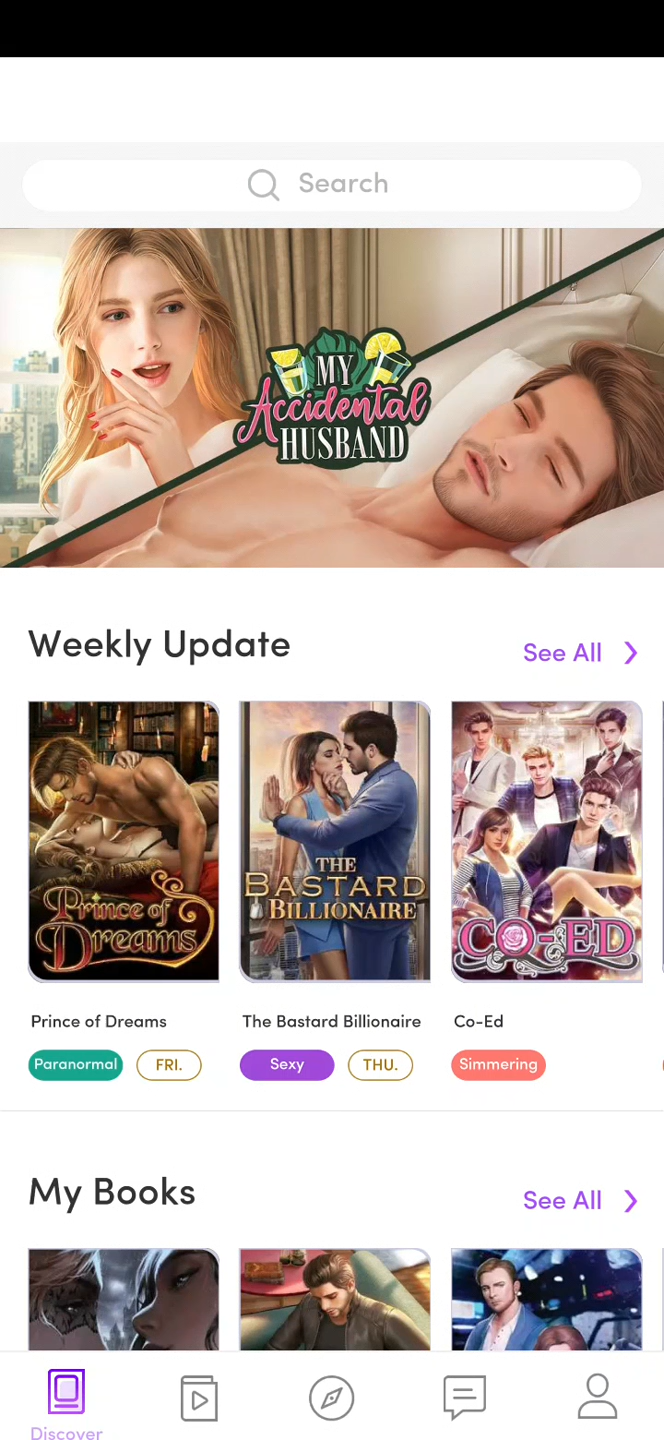 Search
MY
Accidental
HUSBAND
Weekly Update
See All
Prince of
Dreams
THE
BASTARD
BILLIONAIRE
CO-ED
Prince of Dreams
The Bastard Billionaire
Co-Ed
Paranormal
FRI.
Sexy
THU.
Simmering
My Books
See All
Discover